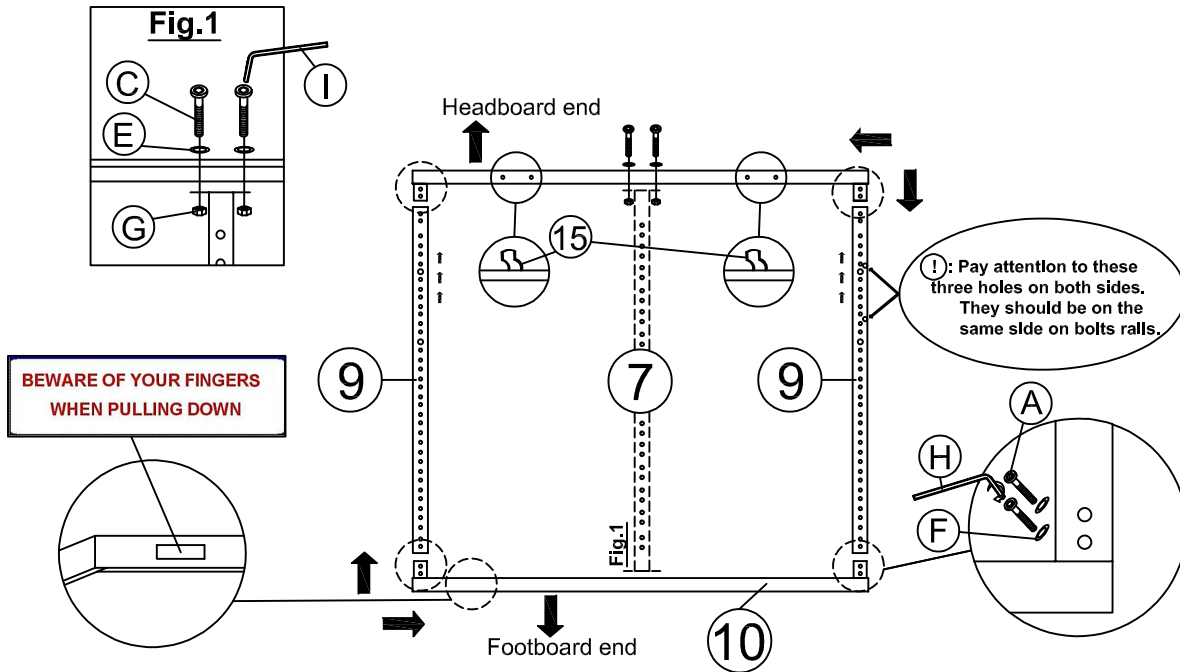 Fig.1
C
I
E
G
Headboard end
15
(!): Pay attention to these
three holes on both sides.
They should be on the
same side on bolts ralls.
9
7
9
BEWARE OF YOUR FINGERS
WHEN PULLING DOWN
A
H
F
Fig.1
10
Footboard end